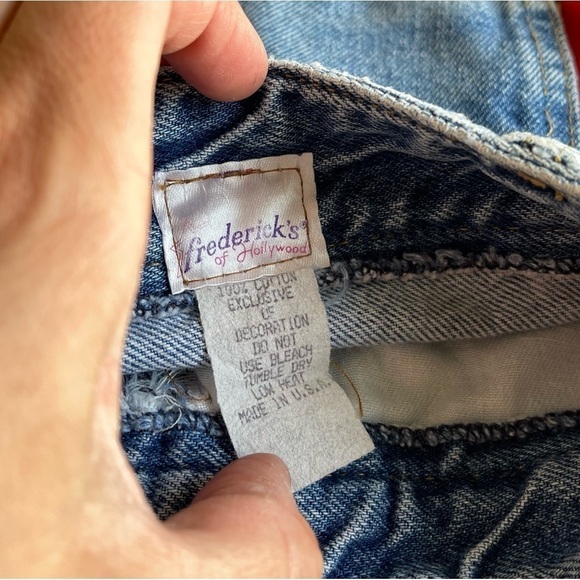 frederick's®
of Hollywood
100% COTTON
EXCLUSIVE
OF
DECORATION
DO NOT
USE BLEACH
TUMBLE DRY
LOW HEAT.
MADE IN U.S.A.